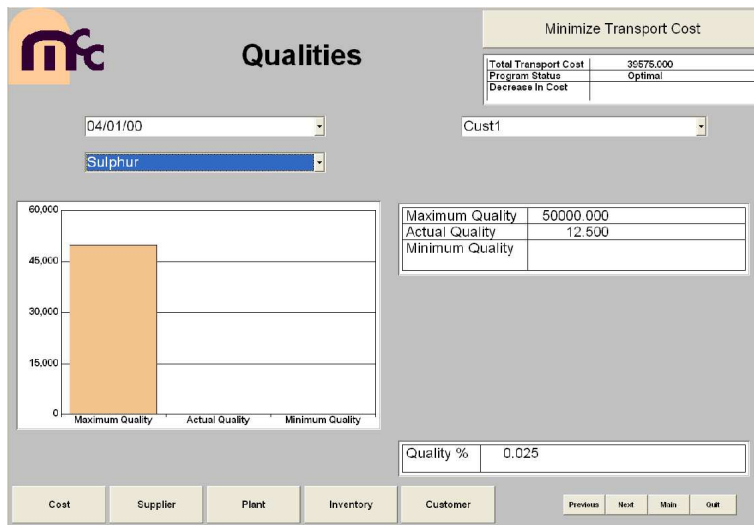 mcc
Qualities
Minimize Transport Cost
Total Transport Cost 39575.000
Program Status Optimal
Decrease In Cost
04/01/00
Cust1
Sulphur
60,000
45,000
30,000
15,000
0
Maximum Quality Actual Quality Minimum Quality
Maximum Quality 50000.000
Actual Quality 12.500
Minimum Quality
Quality % 0.025
Cost Supplier Plant Inventory Customer Previous Next Main Quit